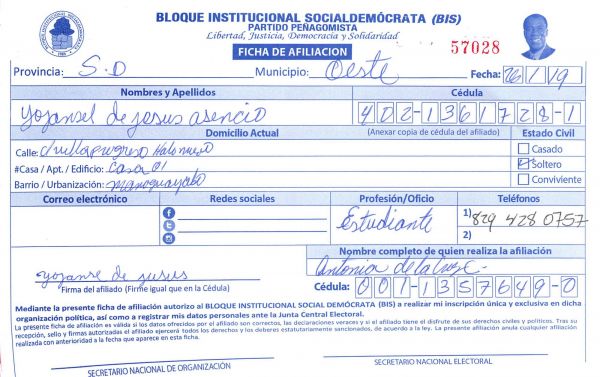 BLOQUE INSTITUCIONAL SOCIALDEMÓCRATA (BIS)
PARTIDO PEÑAGOMISTA
Libertad, Justicia, Democracia y Solidaridad
FICHA DE AFILIACION
57028
Provincia: S.D Municipio: Oeste Fecha: 26/1/19
Nombres y Apellidos Cédula
Yojansel de jesus asencio 402-1361728-1
Domicilio Actual (Anexar copia de cédula del afiliado) Estado Civil
Calle: c/villa progreso Hato nuevo Casado
#Casa / Apt. / Edificio: Casa 01 Soltero
Barrio / Urbanización: Manoguayabo Conviviente
Correo electrónico Redes sociales Profesión/Oficio Teléfonos
Estudiante 1) 829 428 0757
2)
Nombre completo de quien realiza la afiliación
yojanse de jesus Antonia de la Cruz
Firma del afiliado (Firme igual que en la Cédula) Cédula: 001-1357649-0
Mediante la presente ficha de afiliación autorizo al BLOQUE INSTITUCIONAL SOCIAL DEMÓCRATA (BIS) a realizar mi inscripción única y exclusiva en dicha
organización política, así como a registrar mis datos personales ante la Junta Central Electoral.
La presente ficha de afiliación es válida si los datos ofrecidos por el afiliado son correctos, las declaraciones veraces y si el afiliado tiene el disfrute de sus derechos civiles y políticos. Tras su
recepción, sello y firmas autorizadas el afiliado ejercerá todos los derechos y los deberes estatutariamente sancionados, de acuerdo a la ley. La presente afiliación anula cualquier afiliación
realizada con anterioridad a la fecha que aparece en esta ficha.
SECRETARIO NACIONAL DE ORGANIZACIÓN SECRETARIO NACIONAL ELECTORAL